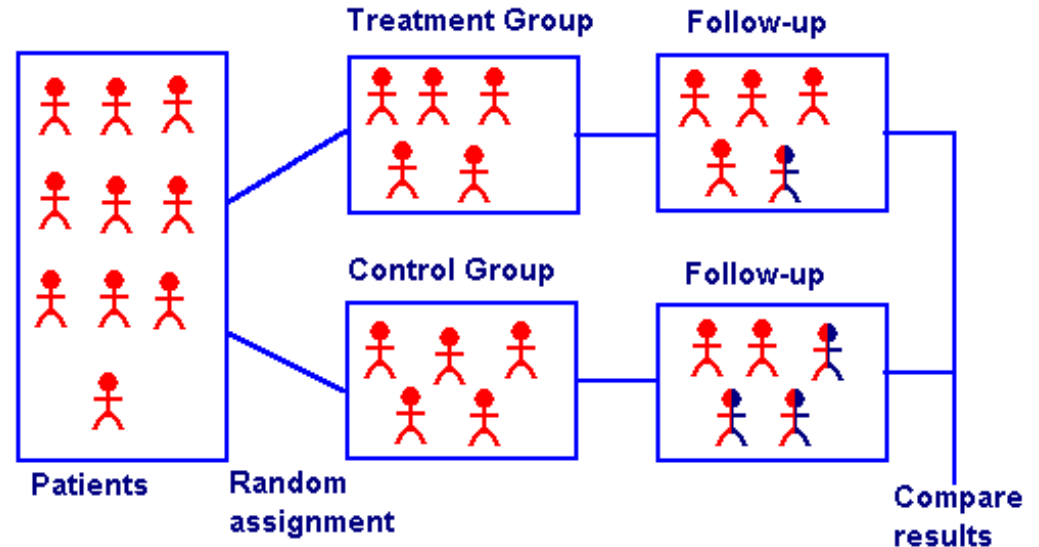 Treatment Group
Follow-up
Control Group
Follow-up
Patients
Random
assignment
Compare
results